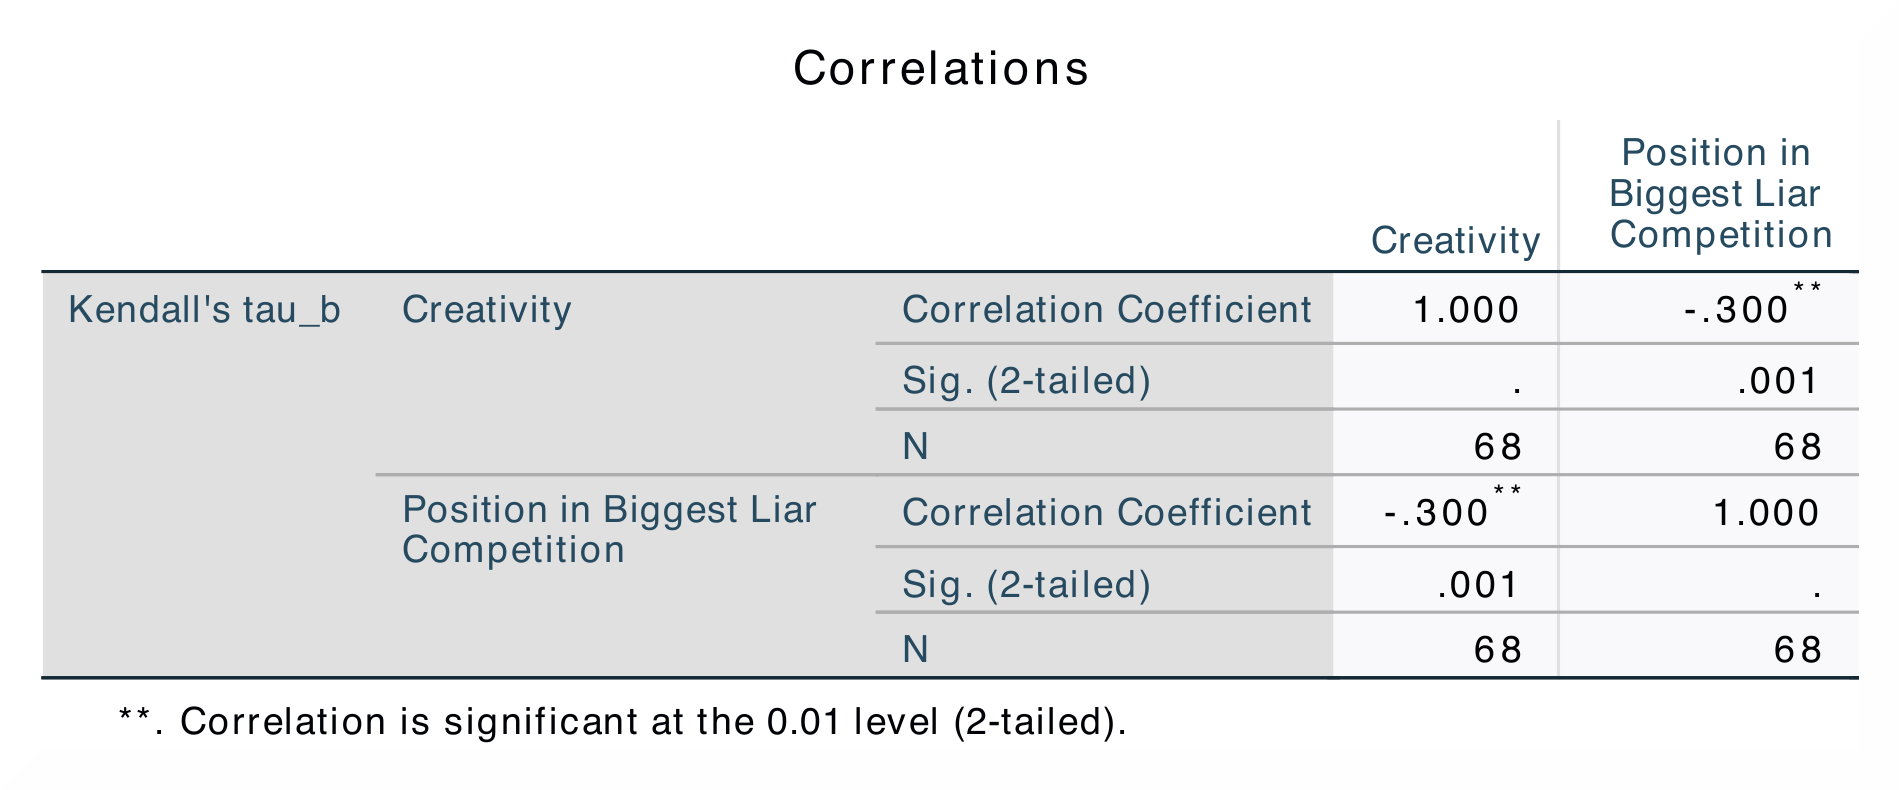 Correlations
Creativity Position in Biggest Liar Competition
Kendall's tau_b Creativity Correlation Coefficient 1.000 -.300**
Sig. (2-tailed) . .001
N 68 68
Position in Biggest Liar Competition Correlation Coefficient -.300** 1.000
Sig. (2-tailed) .001 .
N 68 68
**. Correlation is significant at the 0.01 level (2-tailed).